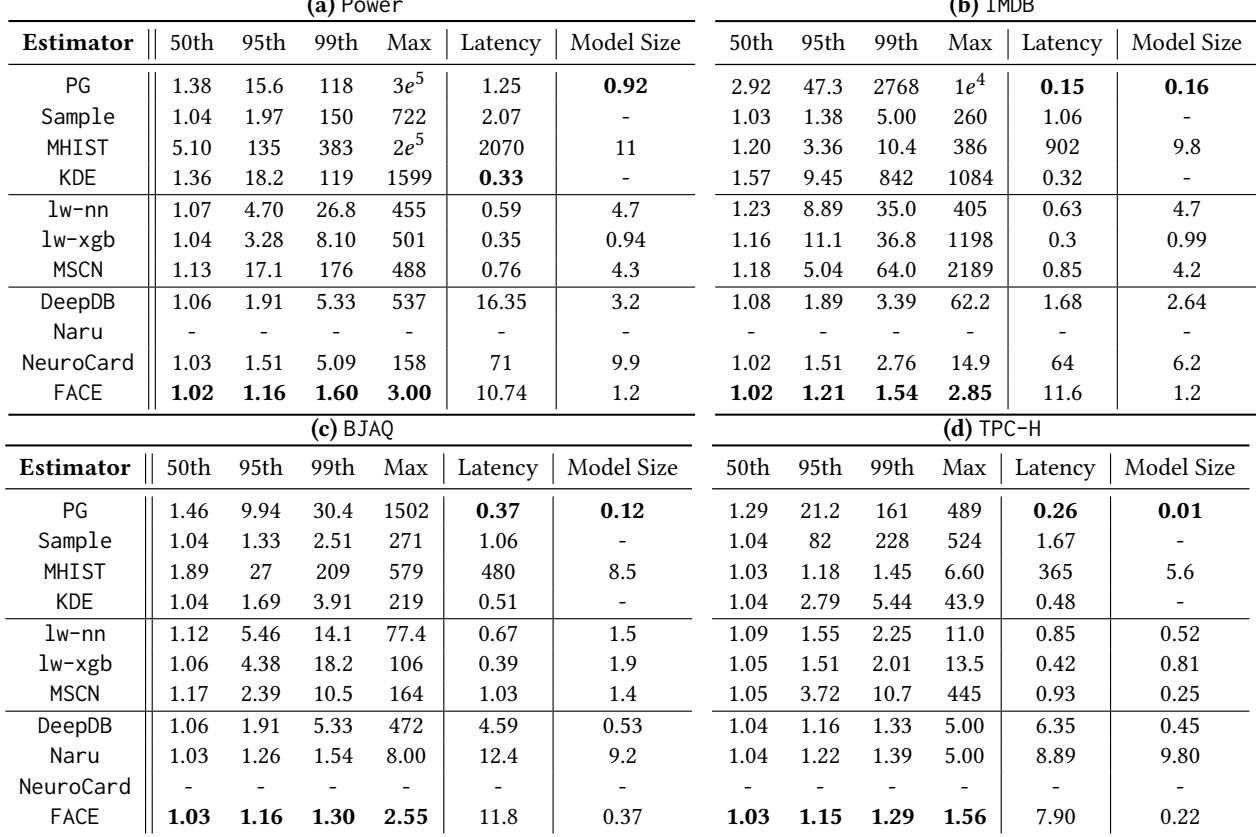 (a) Power (b) IMDB
Estimator 50th 95th 99th Max Latency Model Size 50th 95th 99th Max Latency Model Size
PG 1.38 15.6 118 3e^5 1.25 0.92 2.92 47.3 2768 1e^4 0.15 0.16
Sample 1.04 1.97 150 722 2.07 - 1.03 1.38 5.00 260 1.06 -
MHIST 5.10 135 383 2e^5 2070 11 1.20 3.36 10.4 386 902 9.8
KDE 1.36 18.2 119 1599 0.33 - 1.57 9.45 842 1084 0.32 -
lw-nn 1.07 4.70 26.8 455 0.59 4.7 1.23 8.89 35.0 405 0.63 4.7
lw-xgb 1.04 3.28 8.10 501 0.35 0.94 1.16 11.1 36.8 1198 0.3 0.99
MSCN 1.13 17.1 176 488 0.76 4.3 1.18 5.04 64.0 2189 0.85 4.2
DeepDB 1.06 1.91 5.33 537 16.35 3.2 1.08 1.89 3.39 62.2 1.68 2.64
Naru - - - - - - - - - - - -
NeuroCard 1.03 1.51 5.09 158 71 9.9 1.02 1.51 2.76 14.9 64 6.2
FACE 1.02 1.16 1.60 3.00 10.74 1.2 1.02 1.21 1.54 2.85 11.6 1.2
(c) BJAQ (d) TPC-H
Estimator 50th 95th 99th Max Latency Model Size 50th 95th 99th Max Latency Model Size
PG 1.46 9.94 30.4 1502 0.37 0.12 1.29 21.2 161 489 0.26 0.01
Sample 1.04 1.33 2.51 271 1.06 - 1.04 82 228 524 1.67 -
MHIST 1.89 27 209 579 480 8.5 1.03 1.18 1.45 6.60 365 5.6
KDE 1.04 1.69 3.91 219 0.51 - 1.04 2.79 5.44 43.9 0.48 -
lw-nn 1.12 5.46 14.1 77.4 0.67 1.5 1.09 1.55 2.25 11.0 0.85 0.52
lw-xgb 1.06 4.38 18.2 106 0.39 1.9 1.05 1.51 2.01 13.5 0.42 0.81
MSCN 1.17 2.39 10.5 164 1.03 1.4 1.05 3.72 10.7 445 0.93 0.25
DeepDB 1.06 1.91 5.33 472 4.59 0.53 1.04 1.16 1.33 5.00 6.35 0.45
Naru 1.03 1.26 1.54 8.00 12.4 9.2 1.04 1.22 1.39 5.00 8.89 9.80
NeuroCard - - - - - - - - - - - -
FACE 1.03 1.16 1.30 2.55 11.8 0.37 1.03 1.15 1.29 1.56 7.90 0.22